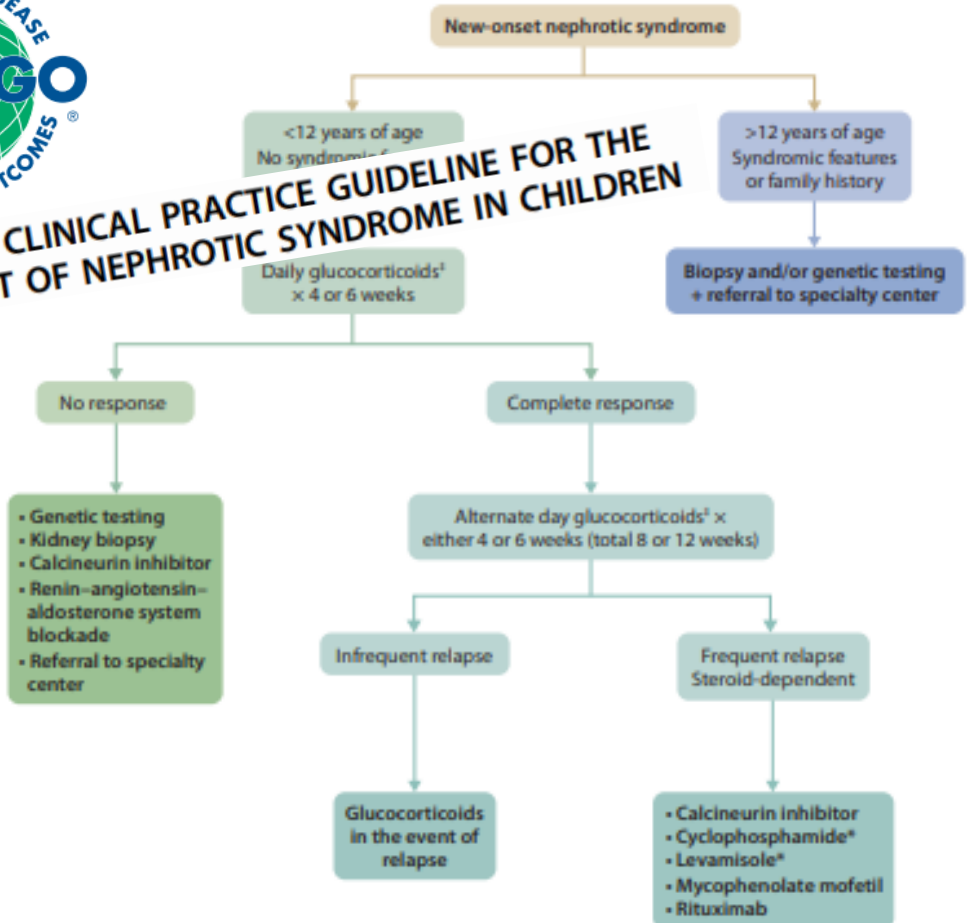 EASE
GO
®
TCOMES
New-onset nephrotic syndrome
<12 years of age
No syndromic
>12 years of age
Syndromic features
or family history
CLINICAL PRACTICE GUIDELINE FOR THE
T OF NEPHROTIC SYNDROME IN CHILDREN
Daily glucocorticoids‡
× 4 or 6 weeks
Biopsy and/or genetic testing
+ referral to specialty center
No response
Complete response
• Genetic testing
• Kidney biopsy
• Calcineurin inhibitor
• Renin–angiotensin–
aldosterone system
blockade
• Referral to specialty
center
Alternate day glucocorticoids‡ ×
either 4 or 6 weeks (total 8 or 12 weeks)
Infrequent relapse
Frequent relapse
Steroid-dependent
Glucocorticoids
in the event of
relapse
• Calcineurin inhibitor
• Cyclophosphamide*
• Levamisole*
• Mycophenolate mofetil
• Rituximab